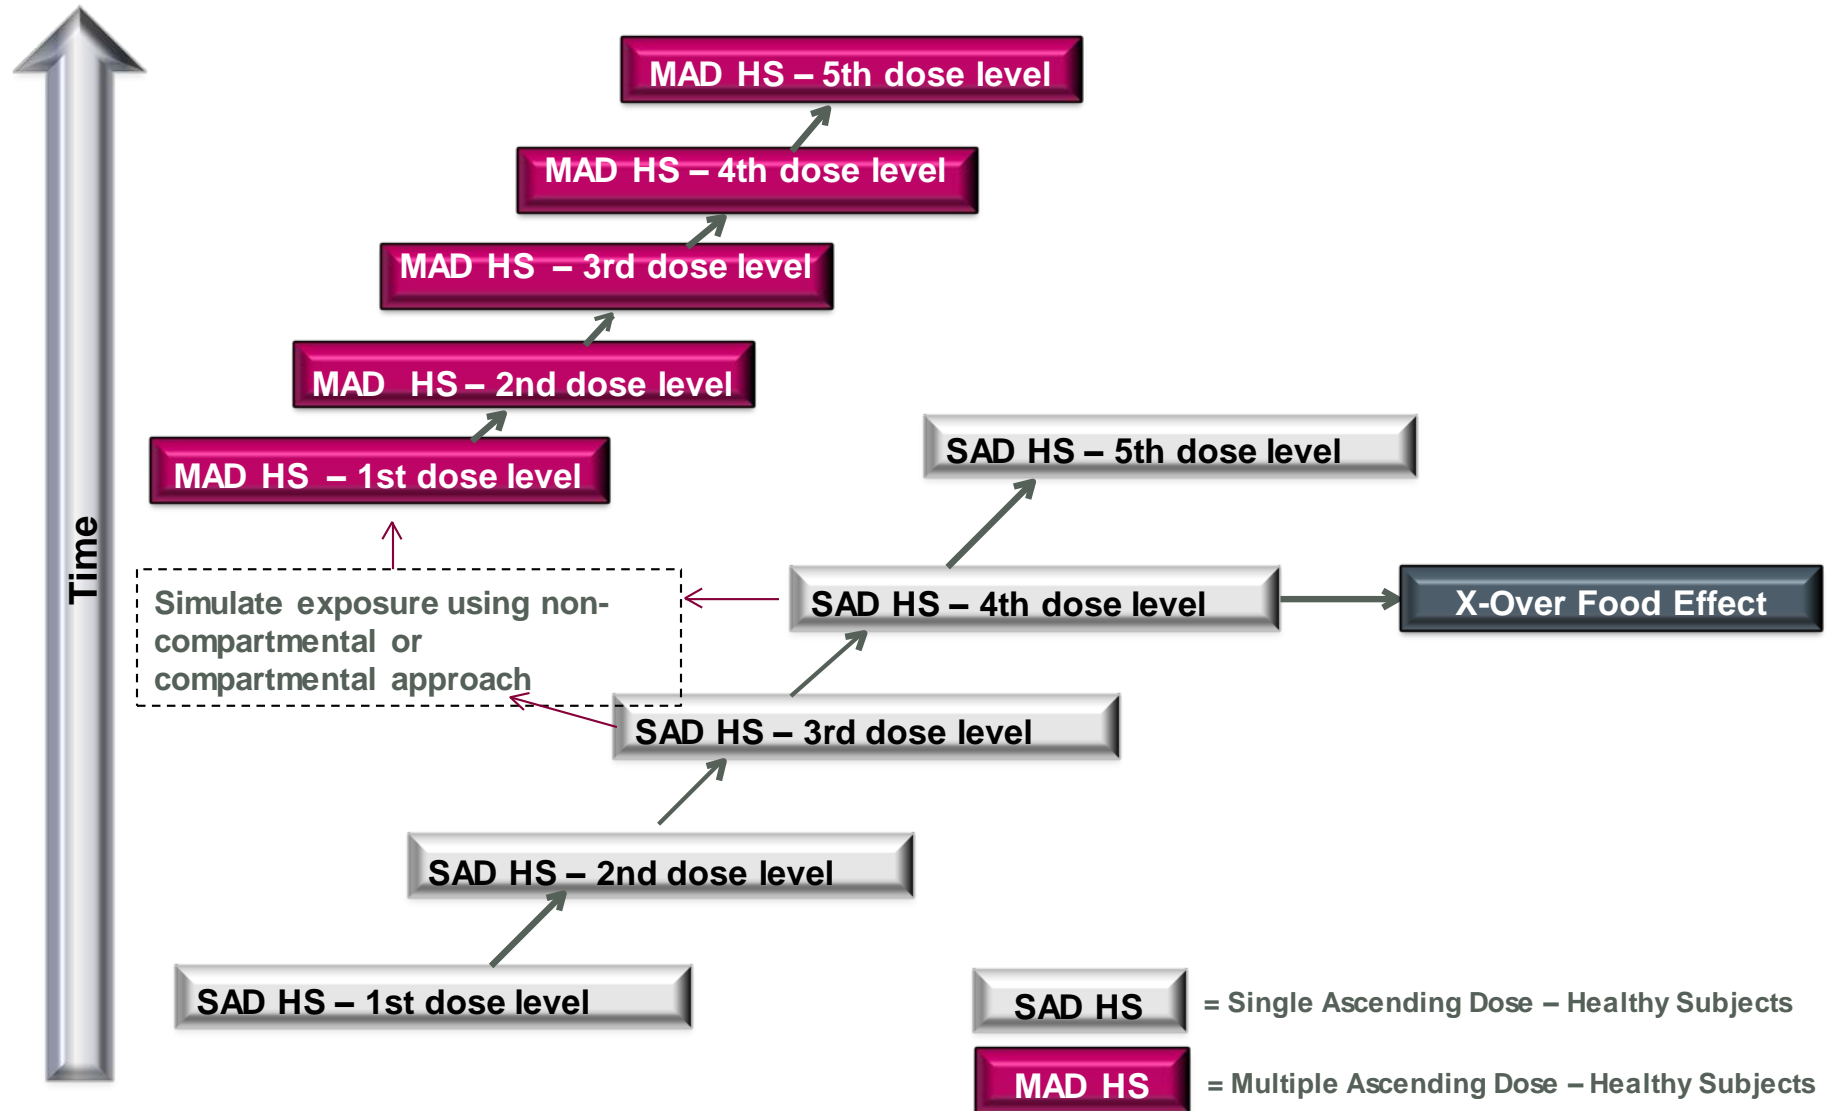 MAD HS – 5th dose level
MAD HS – 4th dose level
MAD HS – 3rd dose level
MAD HS – 2nd dose level
MAD HS – 1st dose level
SAD HS – 5th dose level
Time
Simulate exposure using non-
compartmental or
compartmental approach
SAD HS – 4th dose level
X-Over Food Effect
SAD HS – 3rd dose level
SAD HS – 2nd dose level
SAD HS – 1st dose level
SAD HS = Single Ascending Dose – Healthy Subjects
MAD HS = Multiple Ascending Dose – Healthy Subjects